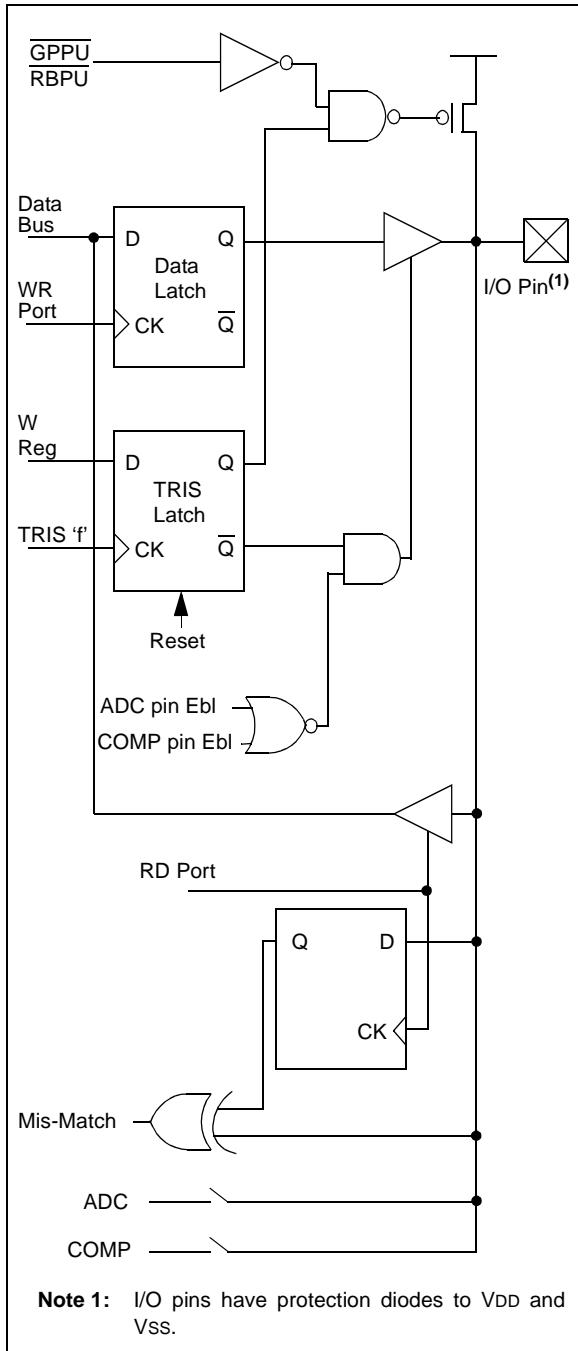 GPPU
RBPU
Data
Bus
D
Q
Data
Latch
WR
Port
CK
Q
I/O Pin(1)
W
Reg
D
Q
TRIS
Latch
TRIS ‘f’
CK
Q
Reset
ADC pin Ebl
COMP pin Ebl
RD Port
Q
D
CK
Mis-Match
ADC
COMP
Note 1: I/O pins have protection diodes to VDD and
VSS.